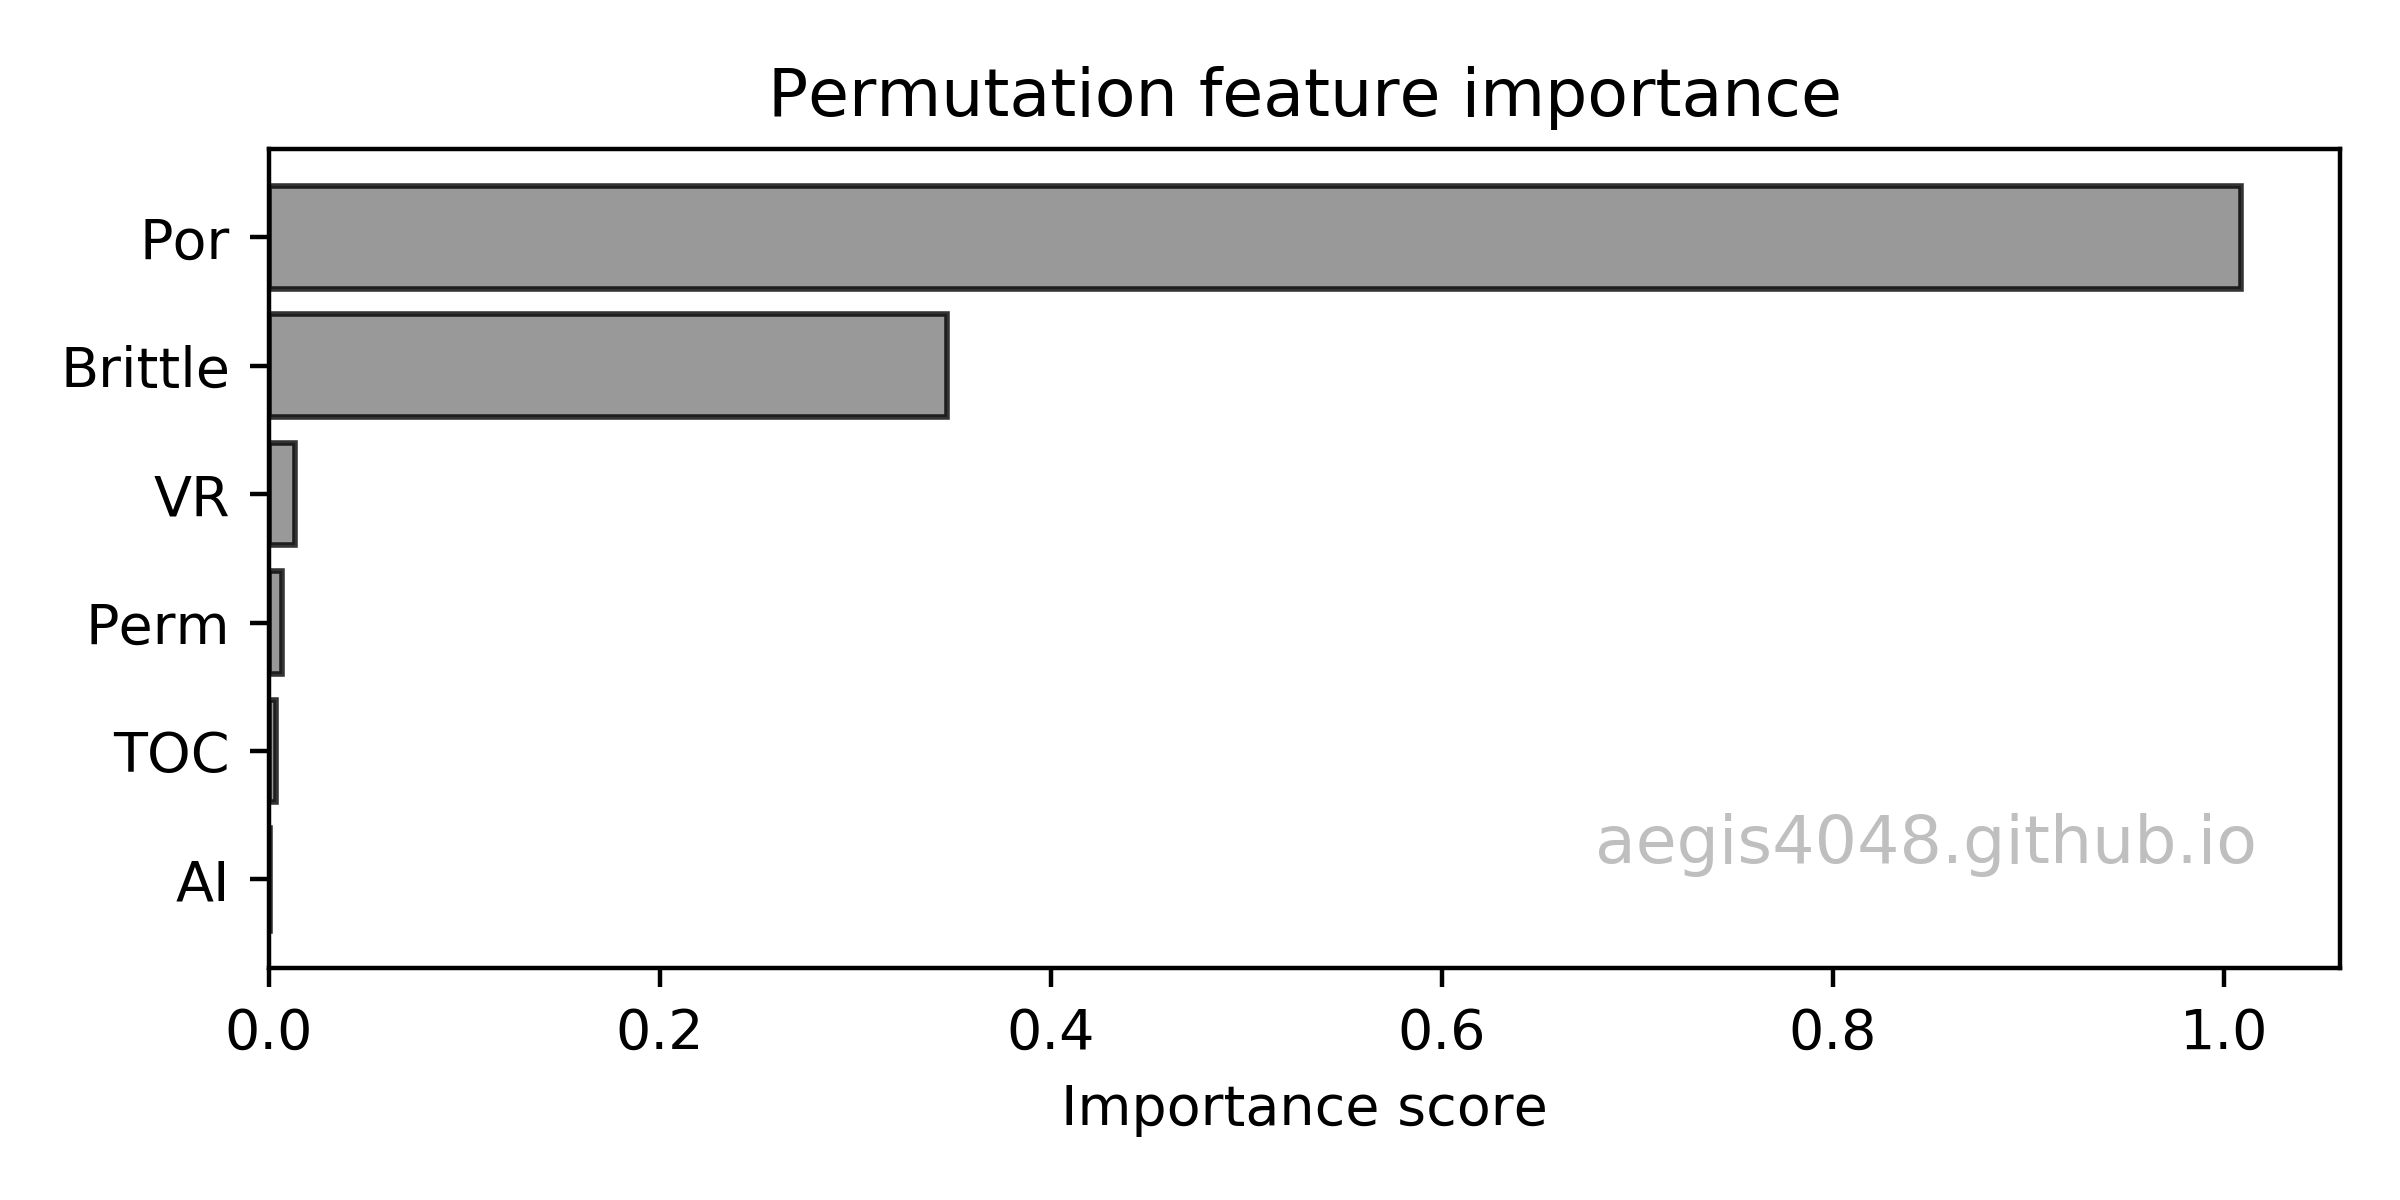 Permutation feature importance
Por
Brittle
VR
Perm
TOC
AI
aegis4048.github.io
0.0 0.2 0.4 0.6 0.8 1.0
Importance score